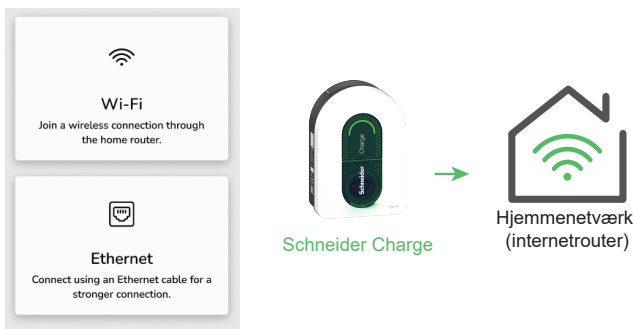 Wi-Fi
Join a wireless connection through
the home router.
Ethernet
Connect using an Ethernet cable for a
stronger connection.
Charge
Schneider
Schneider Charge
Hjemmenetværk
(internetrouter)